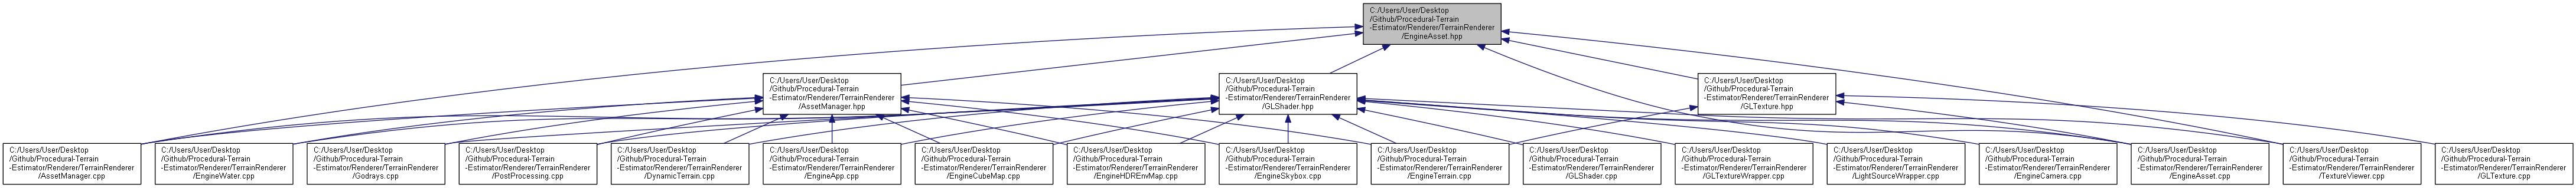 C:/Users/User/Desktop
/Github/Procedural-Terrain
-Estimator/Renderer/TerrainRenderer
/EngineAsset.hpp
C:/Users/User/Desktop
/Github/Procedural-Terrain
-Estimator/Renderer/TerrainRenderer
/AssetManager.hpp
C:/Users/User/Desktop
/Github/Procedural-Terrain
-Estimator/Renderer/TerrainRenderer
/GLShader.hpp
C:/Users/User/Desktop
/Github/Procedural-Terrain
-Estimator/Renderer/TerrainRenderer
/GLTexture.hpp
C:/Users/User/Desktop
/Github/Procedural-Terrain
-Estimator/Renderer/TerrainRenderer
/AssetManager.cpp
C:/Users/User/Desktop
/Github/Procedural-Terrain
-Estimator/Renderer/TerrainRenderer
/EngineWater.cpp
C:/Users/User/Desktop
/Github/Procedural-Terrain
-Estimator/Renderer/TerrainRenderer
/Godrays.cpp
C:/Users/User/Desktop
/Github/Procedural-Terrain
-Estimator/Renderer/TerrainRenderer
/PostProcessing.cpp
C:/Users/User/Desktop
/Github/Procedural-Terrain
-Estimator/Renderer/TerrainRenderer
/DynamicTerrain.cpp
C:/Users/User/Desktop
/Github/Procedural-Terrain
-Estimator/Renderer/TerrainRenderer
/EngineApp.cpp
C:/Users/User/Desktop
/Github/Procedural-Terrain
-Estimator/Renderer/TerrainRenderer
/EngineCubeMap.cpp
C:/Users/User/Desktop
/Github/Procedural-Terrain
-Estimator/Renderer/TerrainRenderer
/EngineHDREnvMap.cpp
C:/Users/User/Desktop
/Github/Procedural-Terrain
-Estimator/Renderer/TerrainRenderer
/EngineSkybox.cpp
C:/Users/User/Desktop
/Github/Procedural-Terrain
-Estimator/Renderer/TerrainRenderer
/EngineTerrain.cpp
C:/Users/User/Desktop
/Github/Procedural-Terrain
-Estimator/Renderer/TerrainRenderer
/GLShader.cpp
C:/Users/User/Desktop
/Github/Procedural-Terrain
-Estimator/Renderer/TerrainRenderer
/GLTextureWrapper.cpp
C:/Users/User/Desktop
/Github/Procedural-Terrain
-Estimator/Renderer/TerrainRenderer
/LightSourceWrapper.cpp
C:/Users/User/Desktop
/Github/Procedural-Terrain
-Estimator/Renderer/TerrainRenderer
/EngineCamera.cpp
C:/Users/User/Desktop
/Github/Procedural-Terrain
-Estimator/Renderer/TerrainRenderer
/EngineAsset.cpp
C:/Users/User/Desktop
/Github/Procedural-Terrain
-Estimator/Renderer/TerrainRenderer
/TextureViewer.cpp
C:/Users/User/Desktop
/Github/Procedural-Terrain
-Estimator/Renderer/TerrainRenderer
/GLTexture.cpp